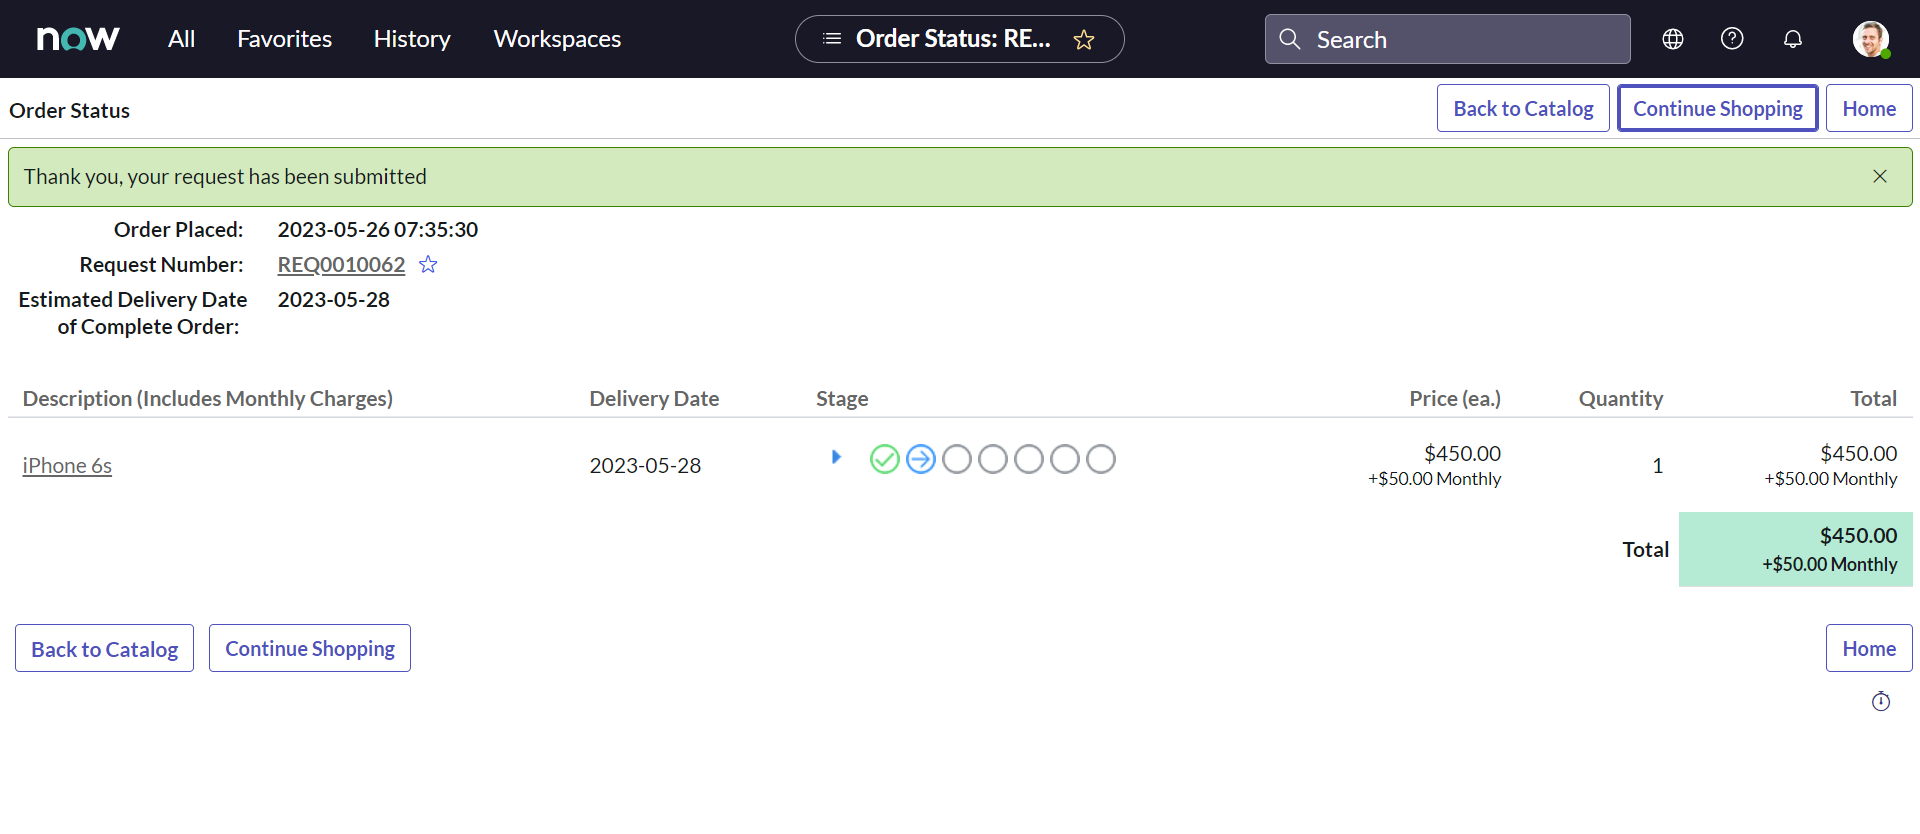 now All Favorites History Workspaces Order Status: RE... Search
Order Status Back to Catalog Continue Shopping Home
Thank you, your request has been submitted
Order Placed: 2023-05-26 07:35:30
Request Number: REQ0010062
Estimated Delivery Date 2023-05-28
of Complete Order:
Description (Includes Monthly Charges) Delivery Date Stage Price (ea.) Quantity Total
iPhone 6s 2023-05-28 $450.00 1 $450.00
+$50.00 Monthly +$50.00 Monthly
Total $450.00
+$50.00 Monthly
Back to Catalog Continue Shopping Home